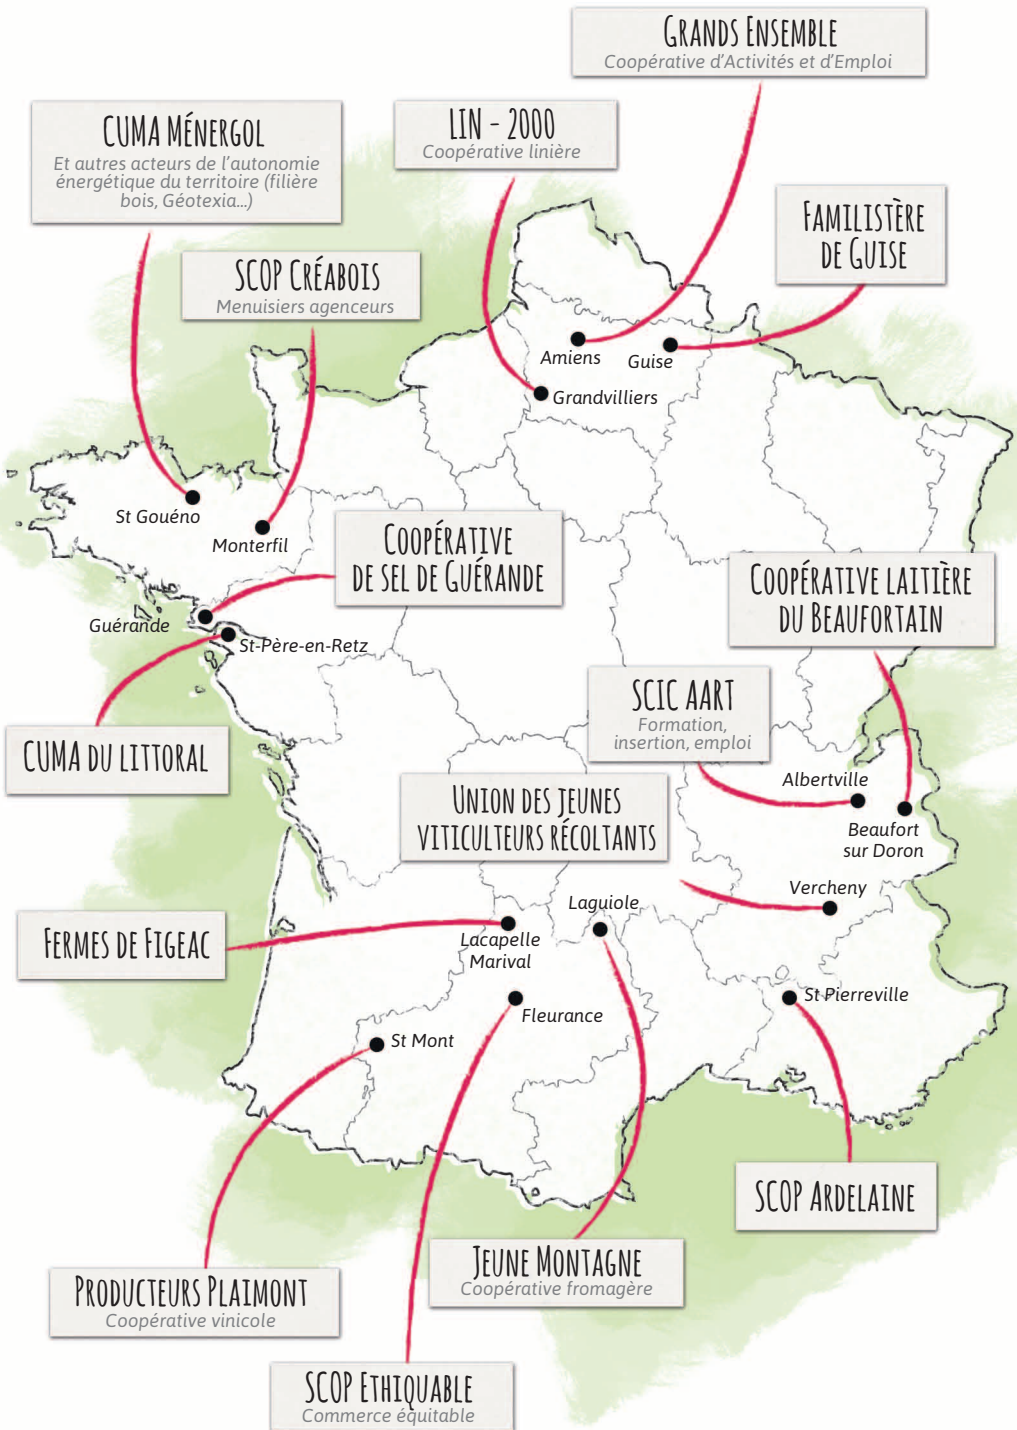 GRANDS ENSEMBLE
Coopérative d'Activités et d'Emploi
CUMA MÉNERGOL
Et autres acteurs de l'autonomie
énergétique du territoire (filière
bois, Géotexia...)
LIN - 2000
Coopérative linière
FAMILISTÈRE
DE GUISE
SCOP CRÉABOIS
Menuisiers agenceurs
Amiens
Guise
Grandvilliers
St Gouéno
Monterfil
COOPÉRATIVE
DE SEL DE GUÉRANDE
COOPÉRATIVE LAITIÈRE
DU BEAUFORTAIN
Guérande
St-Père-en-Retz
SCIC AART
Formation,
insertion, emploi
CUMA DU LITTORAL
Albertville
UNION DES JEUNES
VITICULTEURS RÉCOLTANTS
Beaufort
sur Doron
Vercheny
Laguiole
FERMES DE FIGEAC
Lacapelle
Marival
St Pierreville
Fleurance
St Mont
SCOP ARDELAINE
JEUNE MONTAGNE
Coopérative fromagère
PRODUCTEURS PLAIMONT
Coopérative vinicole
SCOP ETHIQUABLE
Commerce équitable